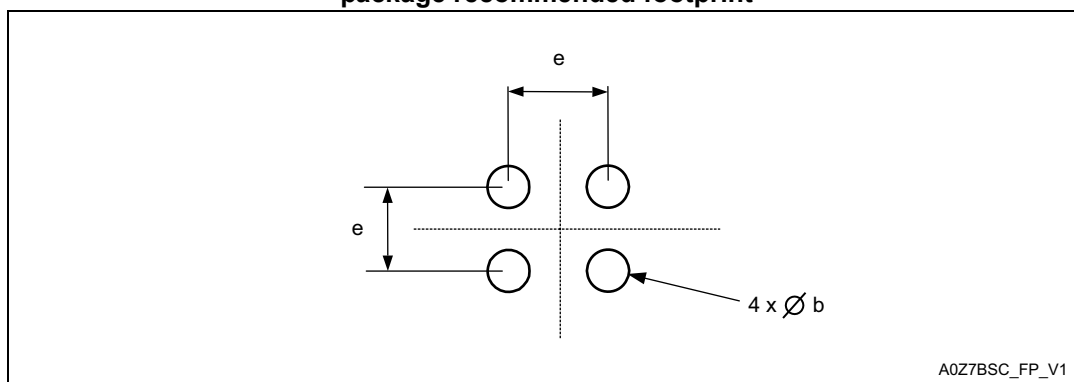 package recommended footprint
e
e
4 x Ø b
A0Z7BSC_FP_V1